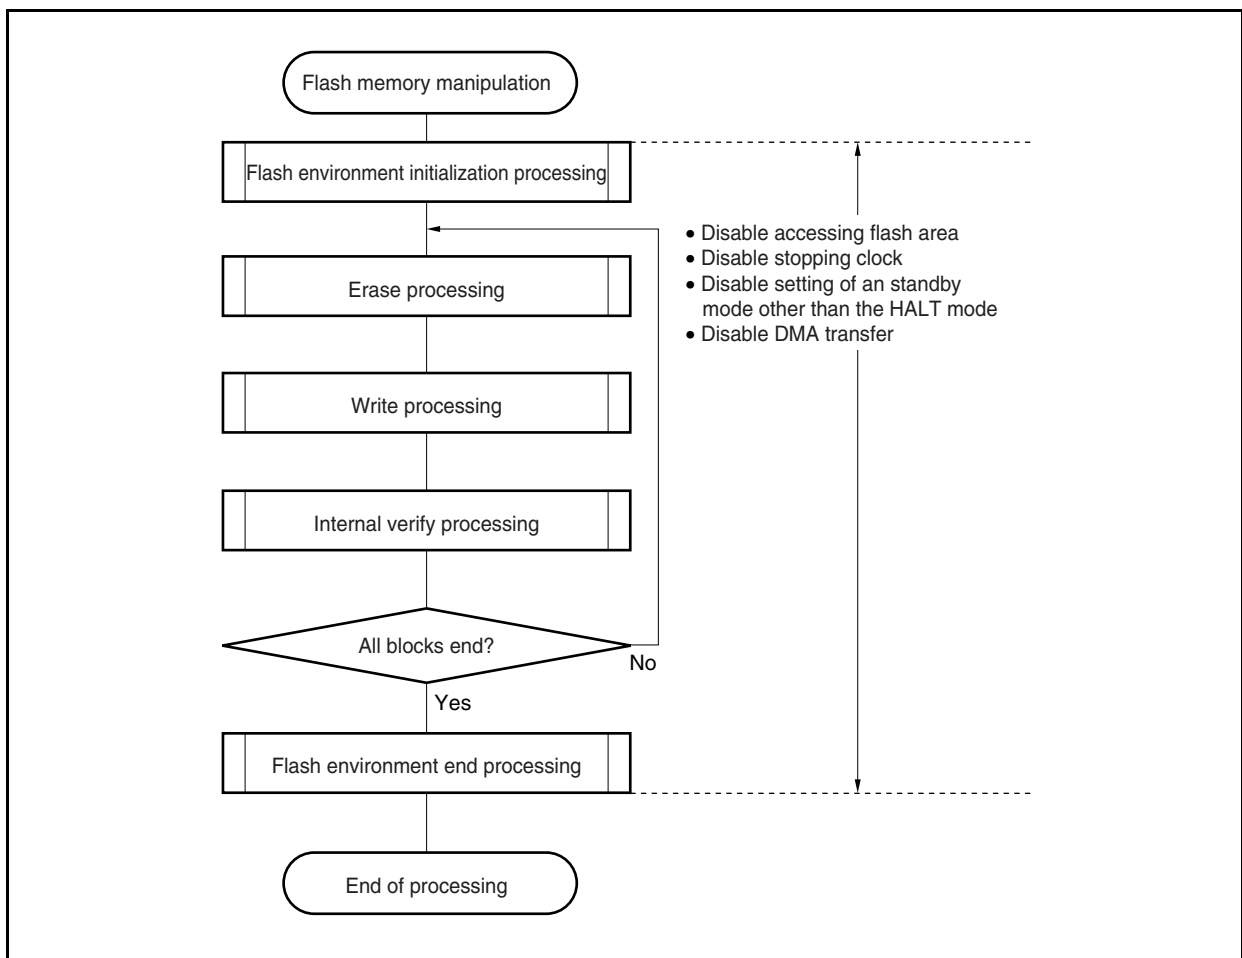 Flash memory manipulation
Flash environment initialization processing
• Disable accessing flash area
• Disable stopping clock
Erase processing
• Disable setting of an standby
mode other than the HALT mode
• Disable DMA transfer
Write processing
Internal verify processing
All blocks end?
No
Yes
Flash environment end processing
End of processing